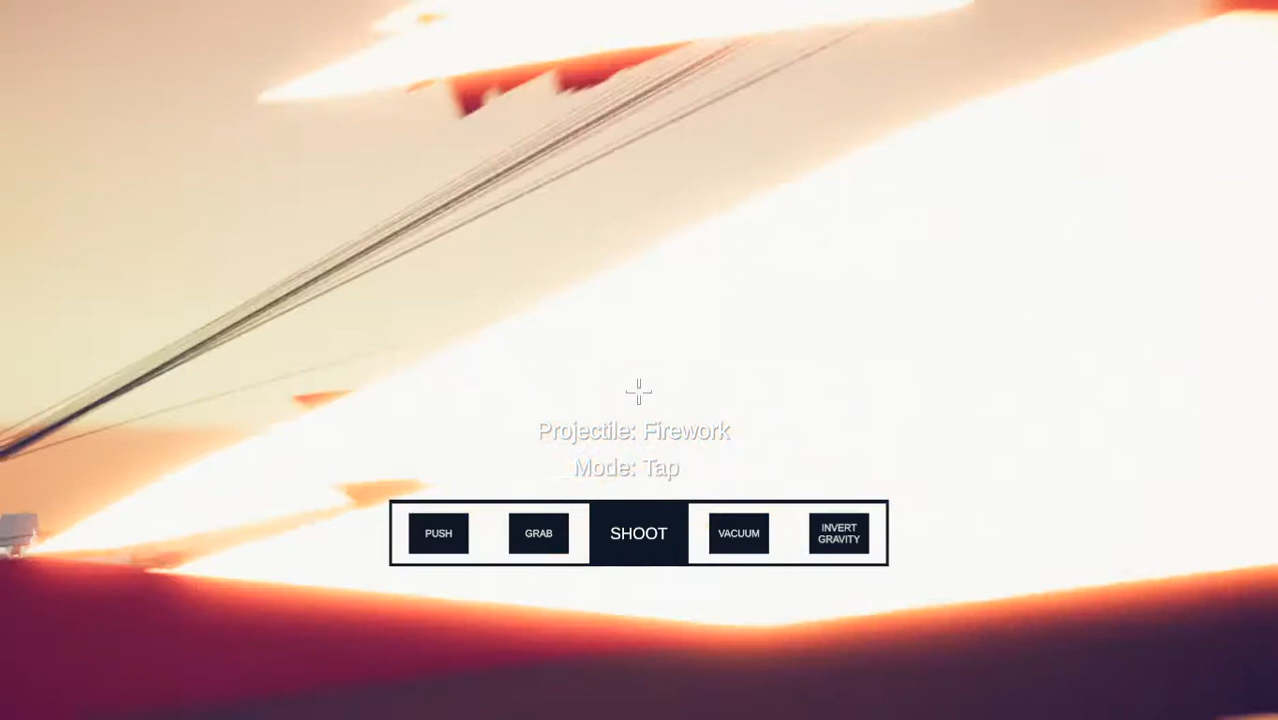 Projectile: Firework
Mode: Tap
PUSH
GRAB
SHOOT
VACUUM
INVERT
GRAVITY